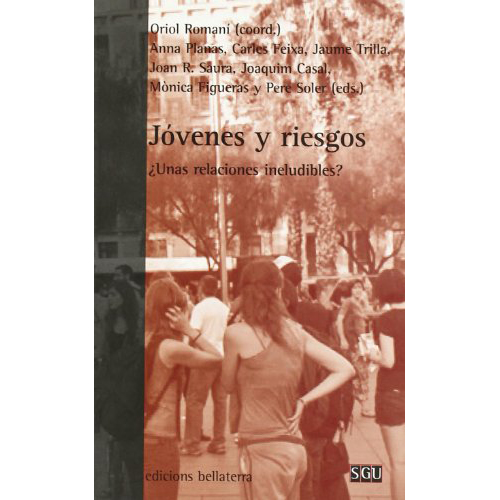 Oriol Romaní (coord.)
Anna Planas, Carles Feixa, Jaume Trilla,
Joan R. Saura, Joaquim Casal,
Mònica Figueras y Pere Soler (eds.)
Jóvenes y riesgos
¿Unas relaciones ineludibles?
edicions bellaterra
SGU